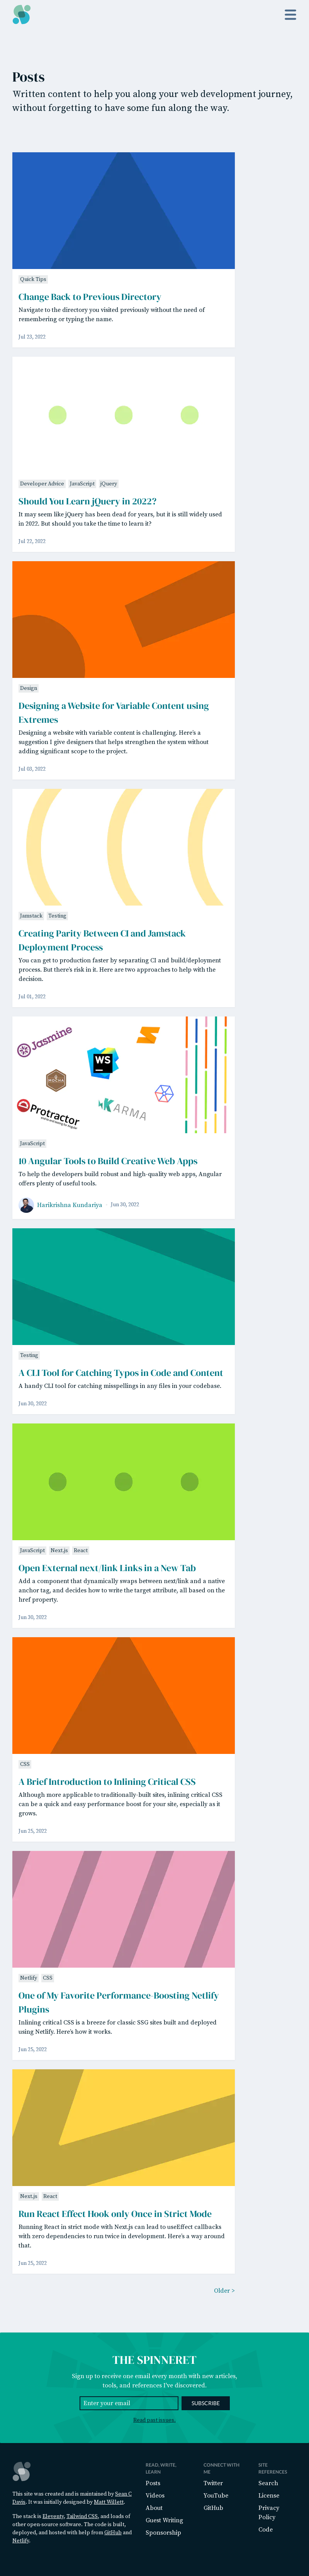 Posts
Written content to help you along your web development journey,
without forgetting to have some fun along the way.
Quick Tips
Change Back to Previous Directory
Navigate to the directory you visited previously without the need of
remembering or typing the name.
Jul 23, 2022
Developer Advice JavaScript jQuery
Should You Learn jQuery in 2022?
It may seem like jQuery has been dead for years, but it is still widely used
in 2022. But should you take the time to learn it?
Jul 22, 2022
Design
Designing a Website for Variable Content using
Extremes
Designing a website with variable content is challenging. Here's a
suggestion I give designers that helps strengthen the system without
adding significant scope to the project.
Jul 03, 2022
Jamstack Testing
Creating Parity Between CI and Jamstack
Deployment Process
You can get to production faster by separating CI and build/deployment
process. But there's risk in it. Here are two approaches to help with the
decision.
Jul 01, 2022
Jasmine
WS
Protractor
KARMA
JavaScript
10 Angular Tools to Build Creative Web Apps
To help the developers build robust and high-quality web apps, Angular
offers plenty of useful tools.
Harikrishna Kundariya · Jun 30, 2022
Testing
A CLI Tool for Catching Typos in Code and Content
A handy CLI tool for catching misspellings in any files in your codebase.
Jun 30, 2022
JavaScript Next.js React
Open External next/link Links in a New Tab
Add a component that dynamically swaps between next/link and a native
anchor tag, and decides how to write the target attribute, all based on the
href property.
Jun 30, 2022
CSS
A Brief Introduction to Inlining Critical CSS
Although more applicable to traditionally-built sites, inlining critical CSS
can be a quick and easy performance boost for your site, especially as it
grows.
Jun 25, 2022
Netlify CSS
One of My Favorite Performance-Boosting Netlify
Plugins
Inlining critical CSS is a breeze for classic SSG sites built and deployed
using Netlify. Here's how it works.
Jun 25, 2022
Next.js React
Run React Effect Hook only Once in Strict Mode
Running React in strict mode with Next.js can lead to useEffect callbacks
with zero dependencies to run twice in development. Here's a way around
that.
Jun 25, 2022
Older >
THE SPINNERET
Sign up to receive one email every month with new articles,
tools, and references I've discovered.
Enter your email
SUBSCRIBE
Read past issues.
This site was created and is maintained by Sean C
Davis. It was initially designed by Matt Willett.
The stack is Eleventy, Tailwind CSS, and loads of
other open-source software. The code is built,
deployed, and hosted with help from GitHub and
Netlify.
READ, WRITE,
LEARN
Posts
Videos
About
Guest Writing
Sponsorship
CONNECT WITH
ME
Twitter
YouTube
GitHub
SITE
REFERENCES
Search
License
Privacy
Policy
Code